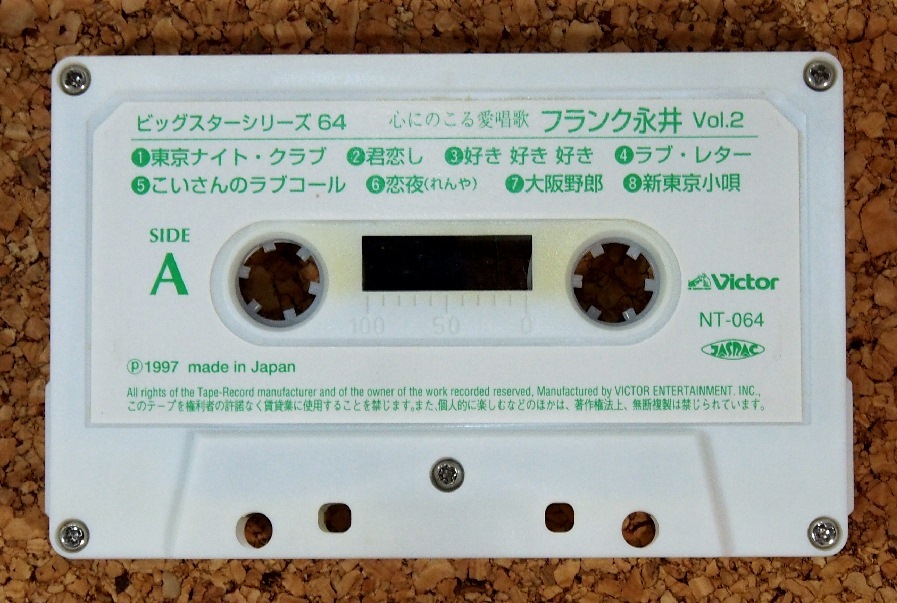 ビッグスターシリーズ 64 心にのこる愛唱歌 フランク永井 Vol.2
❶東京ナイト・クラブ ❷君恋し ❸好き 好き 好き ❹ラブ・レター
❺こいさんのラブコール ❻恋夜(れんや) ❼大阪野郎 ❽新東京小唄
SIDE
A
Victor
NT-064
JASRAC
100 50 0
Ⓟ1997 made in Japan
All rights of the Tape-Record manufacturer and of the owner of the work recorded reserved, Manufactured by VICTOR ENTERTAINMENT. INC.,
このテープを権利者の許諾なく賃貸業に使用することを禁じます。また、個人的に楽しむなどのほかは、著作権法上、無断複製は禁じられています。